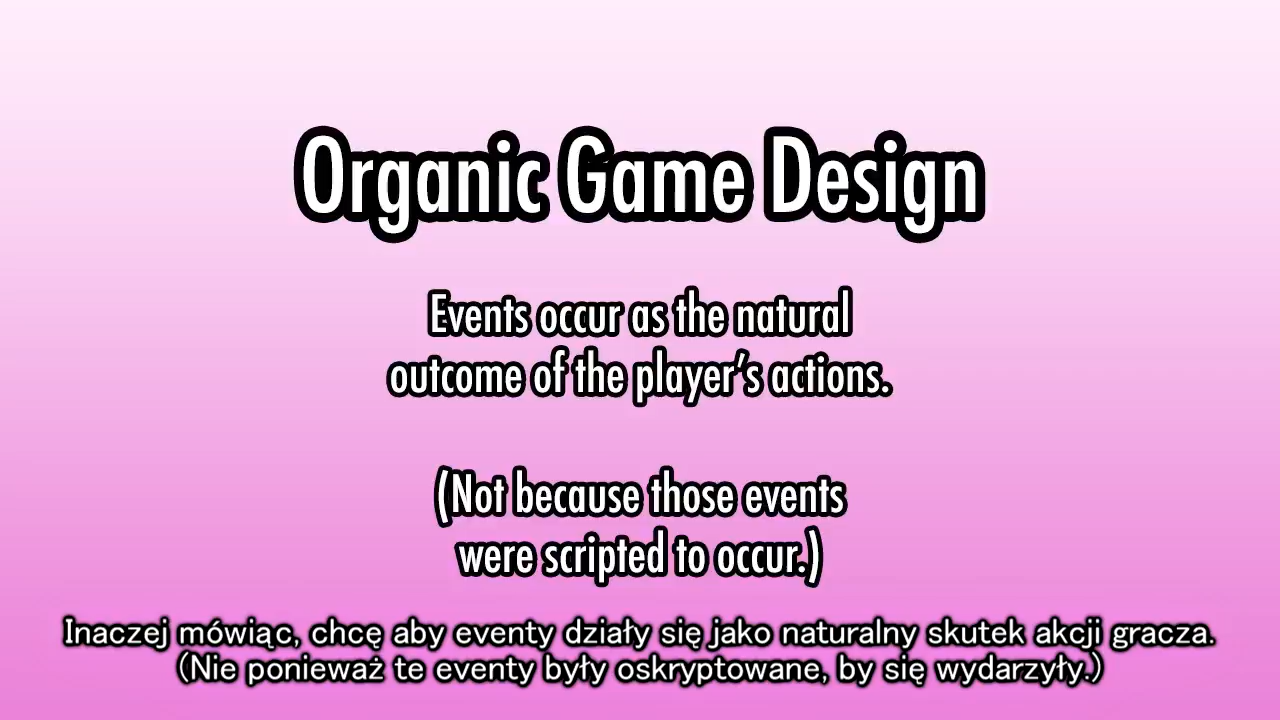 Organic Game Design
Events occur as the natural
outcome of the player's actions.
(Not because those events
were scripted to occur.)
Inaczej mówiąc, chcę aby eventy działy się jako naturalny skutek akcji gracza.
(Nie ponieważ te eventy były oskryptowane, by się wydarzyły.)